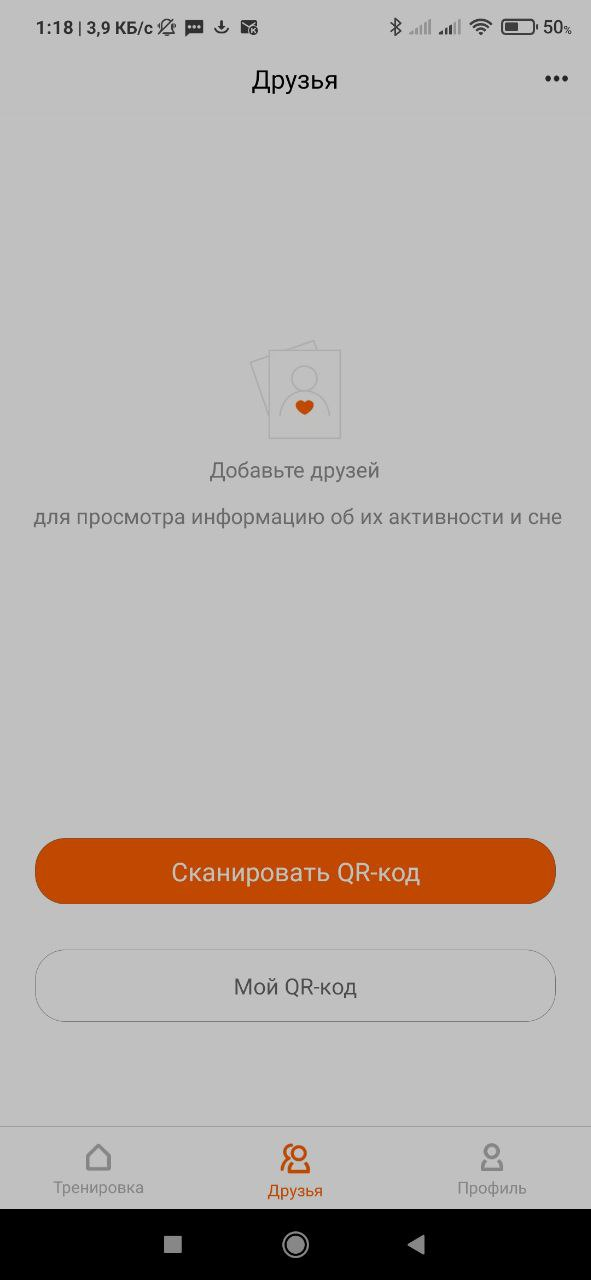 1:18 | 3,9 КБ/с 50%
Друзья
Добавьте друзей
для просмотра информацию об их активности и сне
Сканировать QR-код
Мой QR-код
Тренировка Друзья Профиль